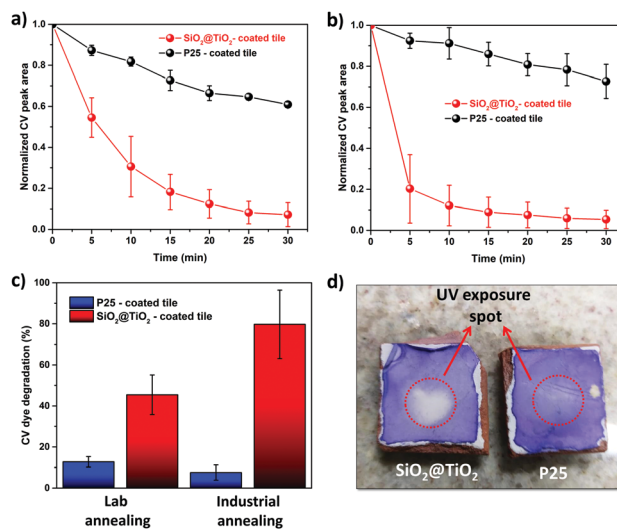 a)
Normalized CV peak area
1.0
0.8
0.6
0.4
0.2
0.0
SiO₂@TiO₂- coated tile
P25 - coated tile
0 5 10 15 20 25 30
Time (min)
b)
Normalized CV peak area
1.0
0.8
0.6
0.4
0.2
0.0
SiO₂@TiO₂-coated tile
P25 - coated tile
0 5 10 15 20 25 30
Time (min)
c)
CV dye degradation (%)
100
80
60
40
20
0
P25 - coated tile
SiO₂@TiO₂ - coated tile
Lab
annealing
Industrial
annealing
d)
UV exposure
spot
SiO₂@TiO₂
P25